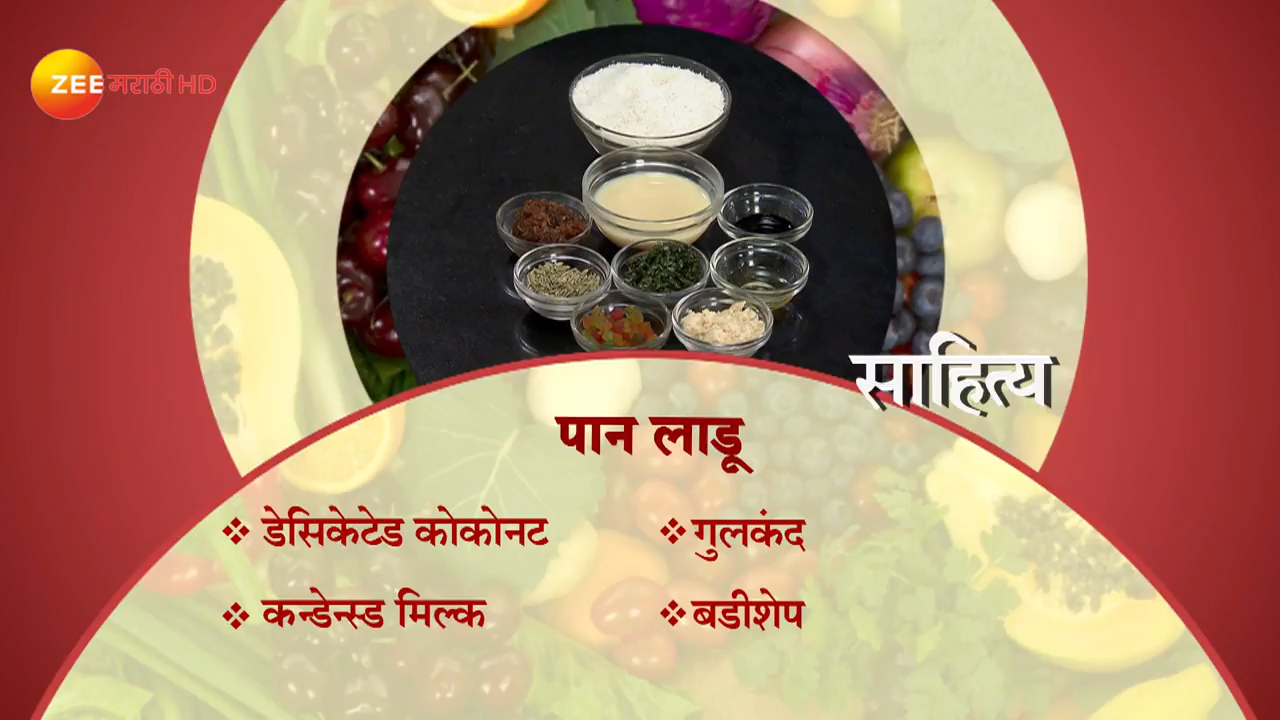 ZEE मराठी HD
साहित्य
पान लाडू
❖ डेसिकेटेड कोकोनट
❖ गुलकंद
❖ कन्डेन्स्ड मिल्क
❖ बडीशेप